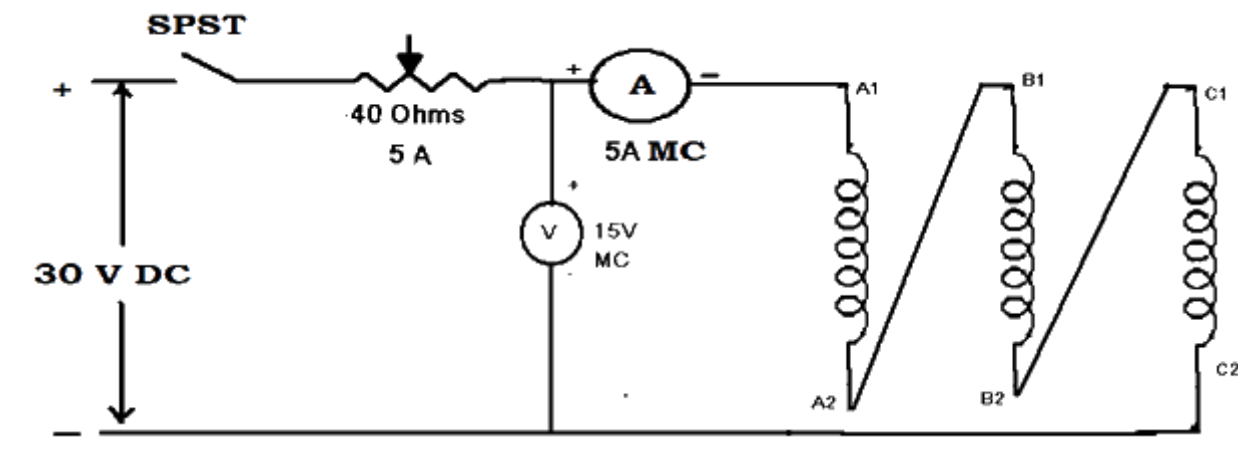 SPST
+
+
A
-
A1
B1
C1
40 Ohms
5 A
5A MC
+
V
15V
MC
30 V DC
C2
A2
B2
-